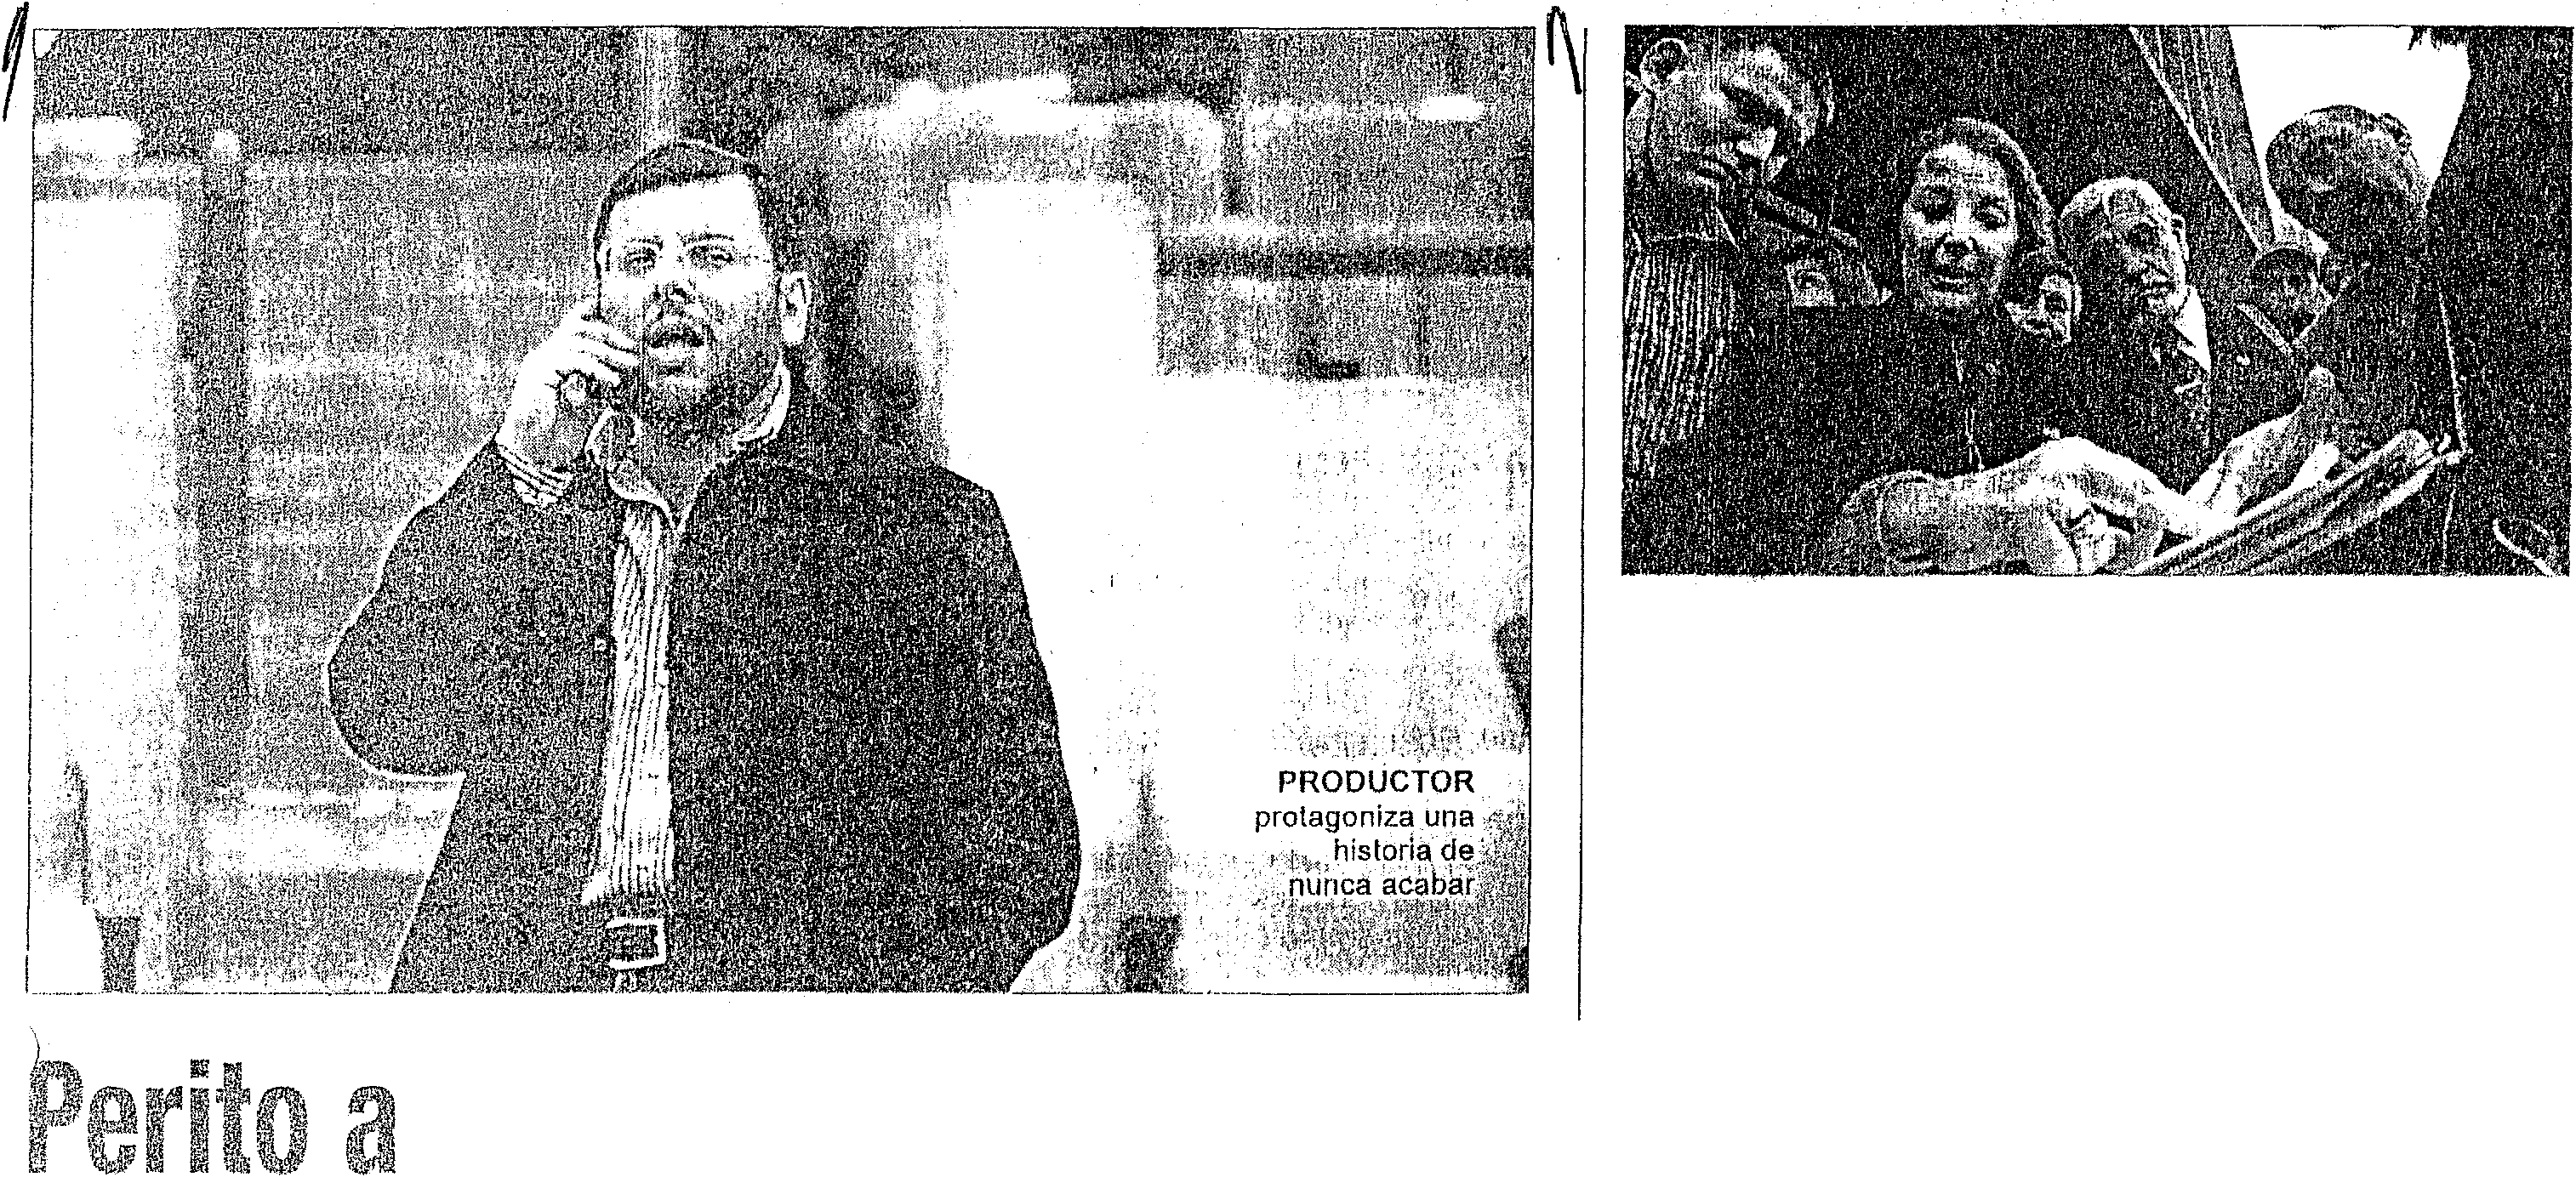 PRODUCTOR
protagoniza una
historia de
nunca acabar
Perito a